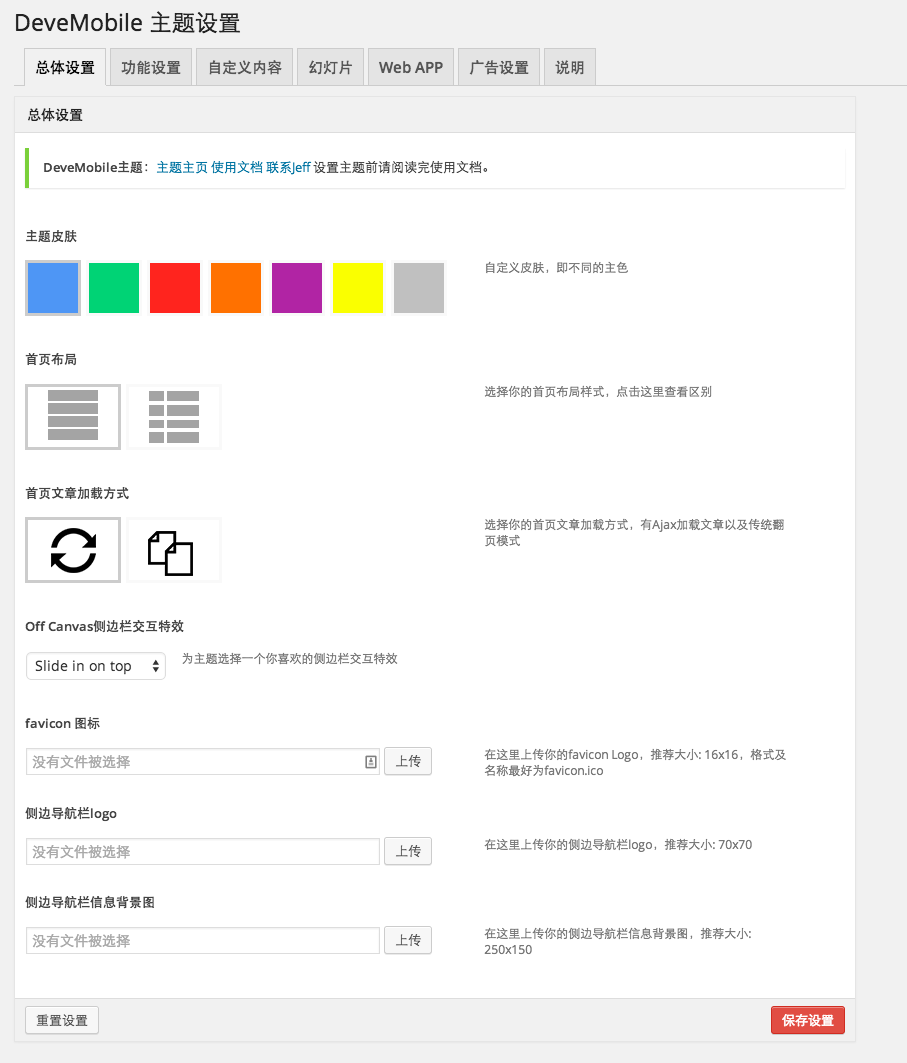 DeveMobile 主题设置
总体设置 功能设置 自定义内容 幻灯片 Web APP 广告设置 说明
总体设置
DeveMobile主题： 主题主页 使用文档 联系Jeff 设置主题前请阅读完使用文档。
主题皮肤
自定义皮肤，即不同的主色
首页布局
选择你的首页布局样式，点击这里查看区别
首页文章加载方式
选择你的首页文章加载方式，有Ajax加载文章以及传统翻
页模式
Off Canvas侧边栏交互特效
Slide in on top
为主题选择一个你喜欢的侧边栏交互特效
favicon 图标
没有文件被选择 上传
在这里上传你的favicon Logo，推荐大小: 16x16，格式及
名称最好为favicon.ico
侧边导航栏logo
没有文件被选择 上传
在这里上传你的侧边导航栏logo，推荐大小: 70x70
侧边导航栏信息背景图
没有文件被选择 上传
在这里上传你的侧边导航栏信息背景图，推荐大小:
250x150
重置设置 保存设置